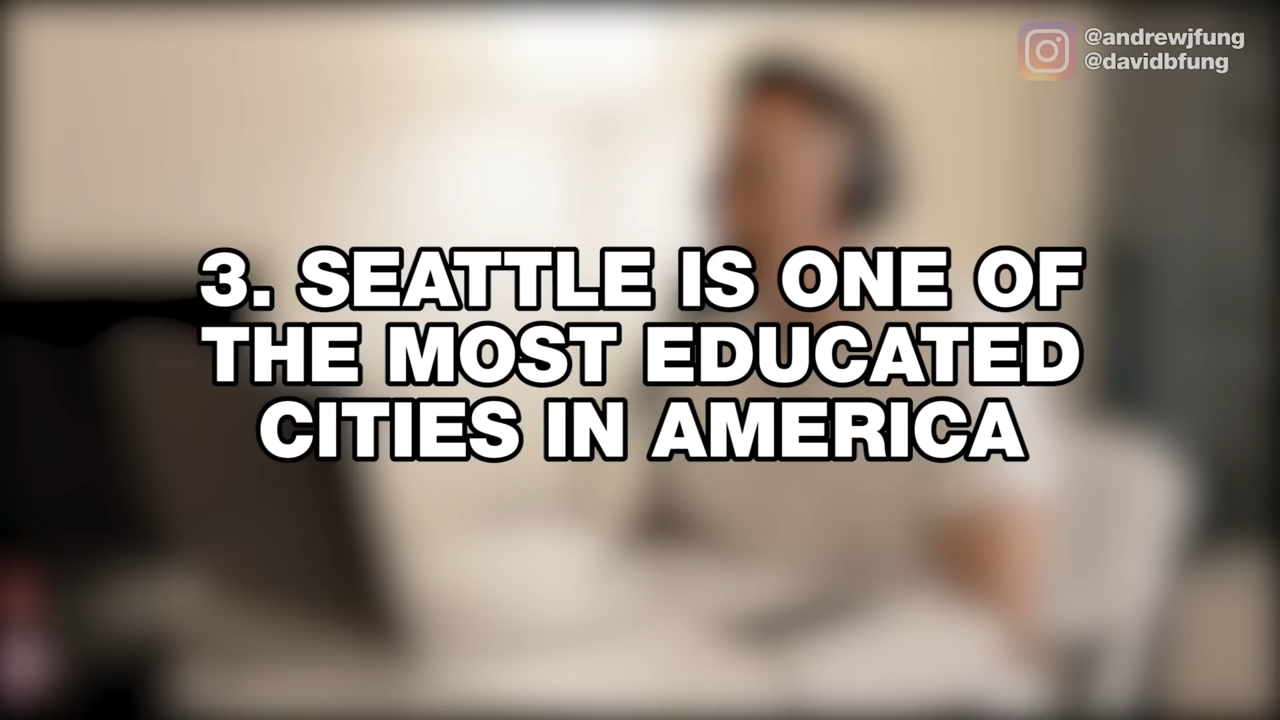 @andrewjfung
@davidbfung
3. SEATTLE IS ONE OF
THE MOST EDUCATED
CITIES IN AMERICA